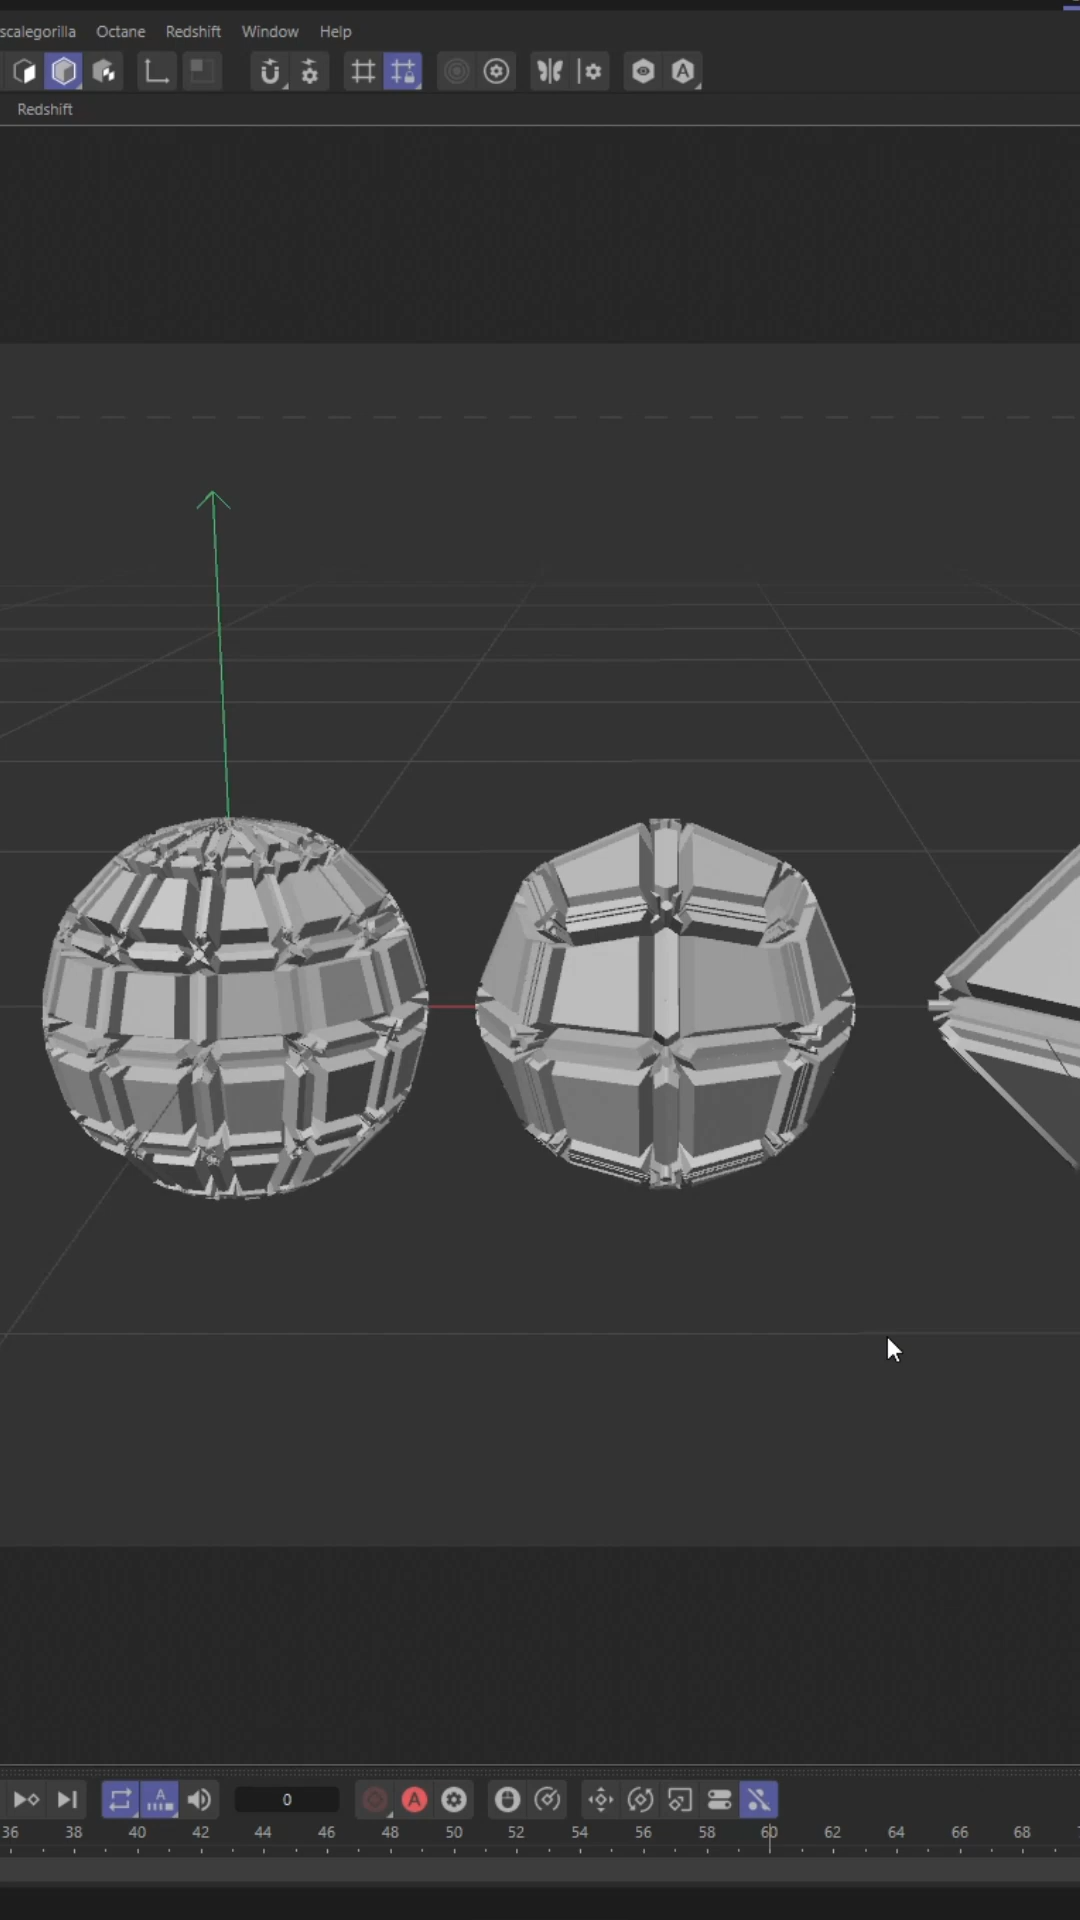 scalegorilla Octane Redshift Window Help
A
Redshift
A 0 A
36 38 40 42 44 46 48 50 52 54 56 58 60 62 64 66 68